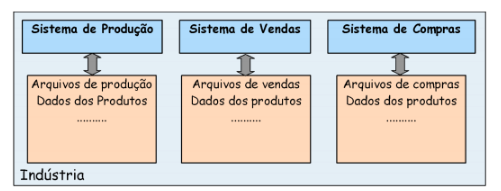 Sistema de Produção
Sistema de Vendas
Sistema de Compras
Arquivos de produção
Dados dos Produtos
..........
Arquivos de vendas
Dados dos produtos
..........
Arquivos de compras
Dados dos produtos
..........
Indústria